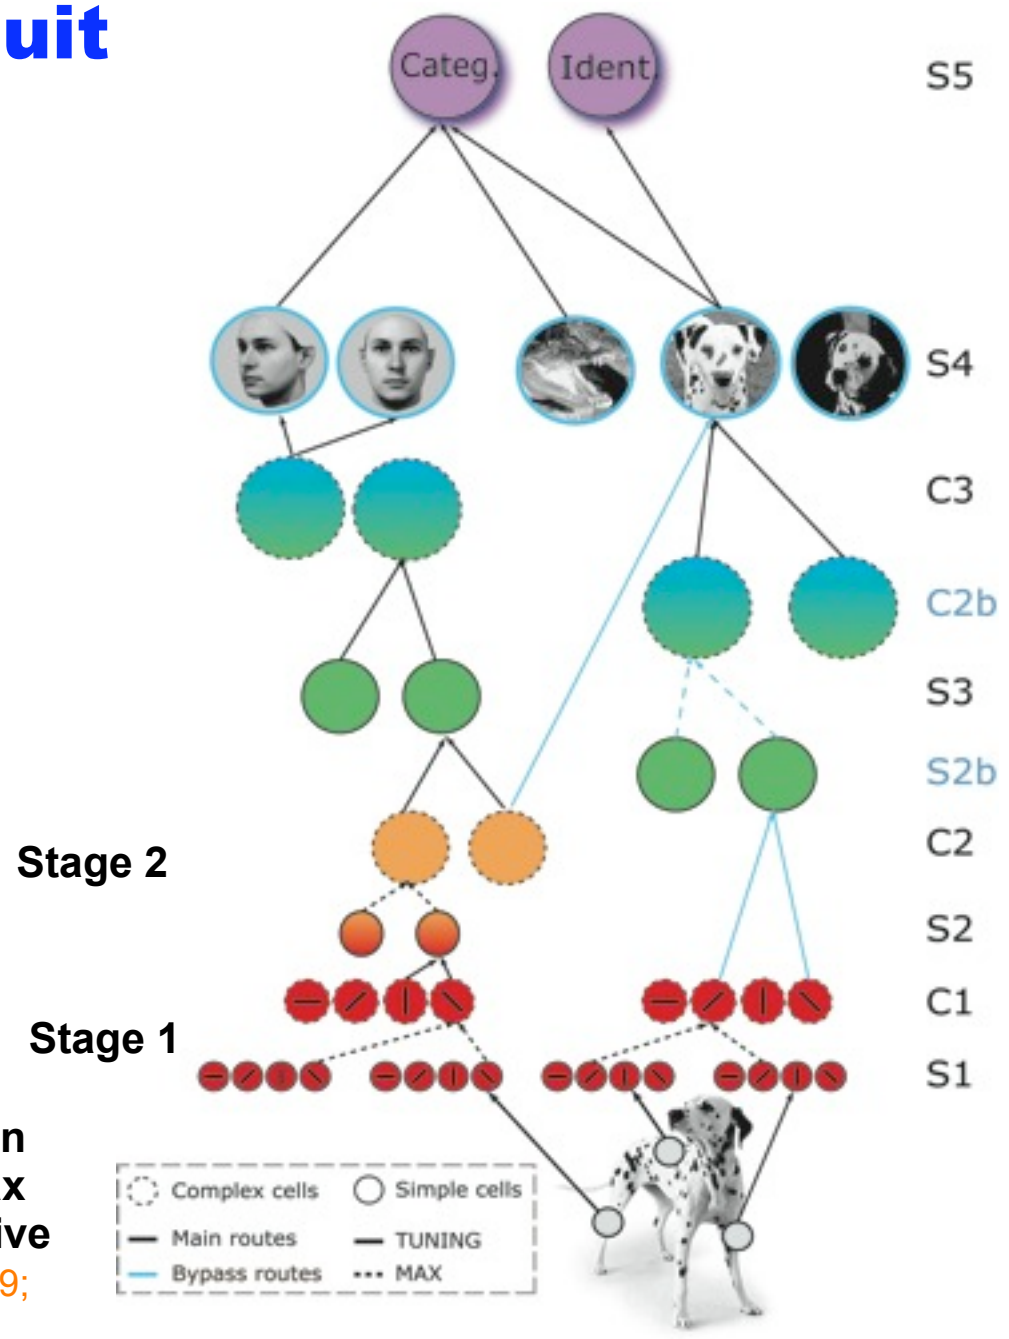 uit
Categ.
Ident.
S5
S4
C3
C2b
S3
S2b
C2
Stage 2
S2
C1
Stage 1
S1
n
x
ive
9;
Complex cells
Simple cells
Main routes
TUNING
Bypass routes
MAX